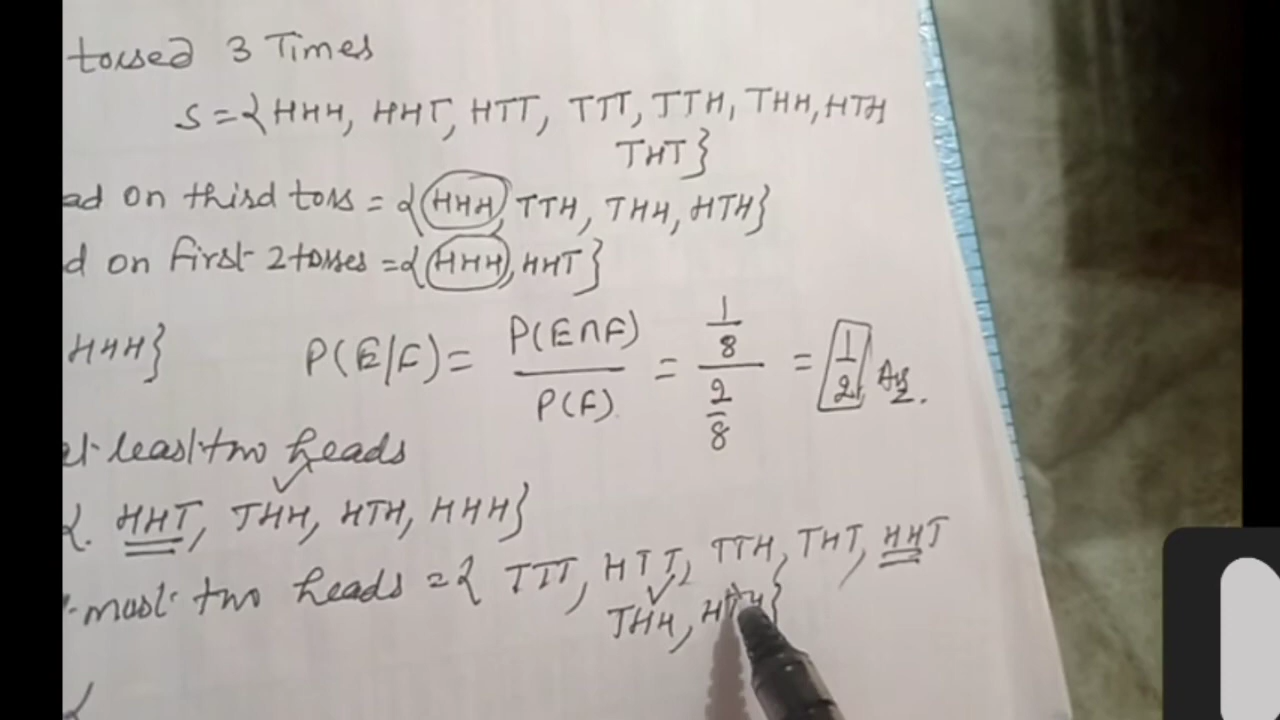 tossed 3 Times
S = { HHH, HHT, HTT, TTT, TTH, THH, HTH
THT }
ad on third toss = { HHH, TTH, THH, HTH }
d on first 2 tosses = { HHH, HHT }
HHH } P(E/F) = P(E∩F) / P(F) = 1/8 / 2/8 = 1/2 Ans.
at-least two heads
{ HHT, THH, HTH, HHH }
most two heads = { TTT, HTT, TTH, THT, HHT
THH, HTH }
{